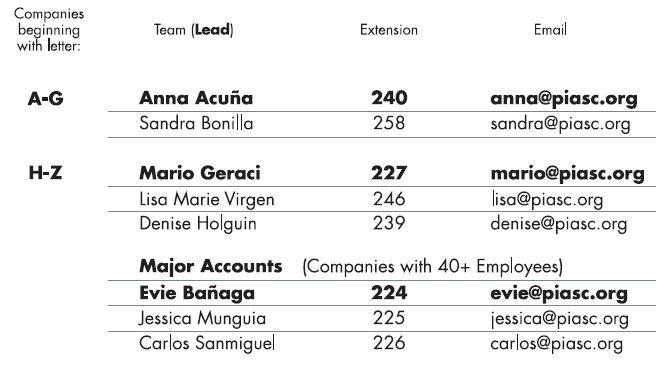 Companies
beginning
with letter:
Team (Lead) Extension Email
A-G Anna Acuña 240 anna@piasc.org
Sandra Bonilla 258 sandra@piasc.org
H-Z Mario Geraci 227 mario@piasc.org
Lisa Marie Virgen 246 lisa@piasc.org
Denise Holguin 239 denise@piasc.org
Major Accounts (Companies with 40+ Employees)
Evie Bañaga 224 evie@piasc.org
Jessica Munguia 225 jessica@piasc.org
Carlos Sanmiguel 226 carlos@piasc.org